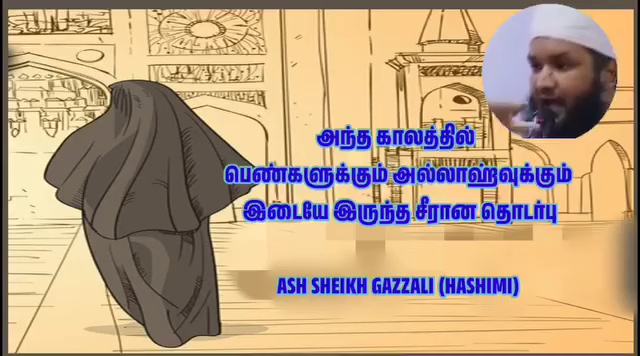 அந்த காலத்தில்
பெண்களுக்கும் அல்லாஹ்வுக்கும்
இடையே இருந்த சீரான தொடர்பு
ASH SHEIKH GAZZALI (HASHIMI)